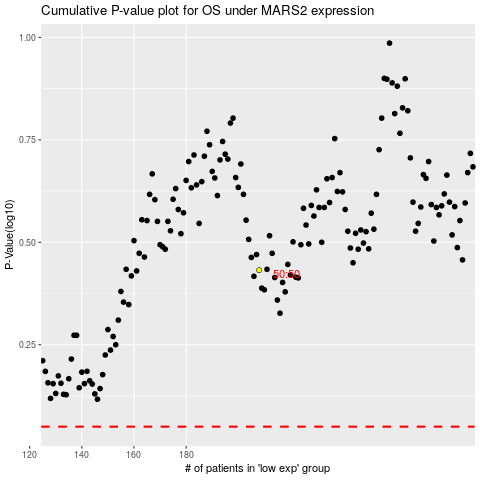 Cumulative P-value plot for OS under MARS2 expression
P-Value(log10)
1.00
0.75
0.50
0.25
50:50
120 140 160 180
# of patients in 'low exp' group